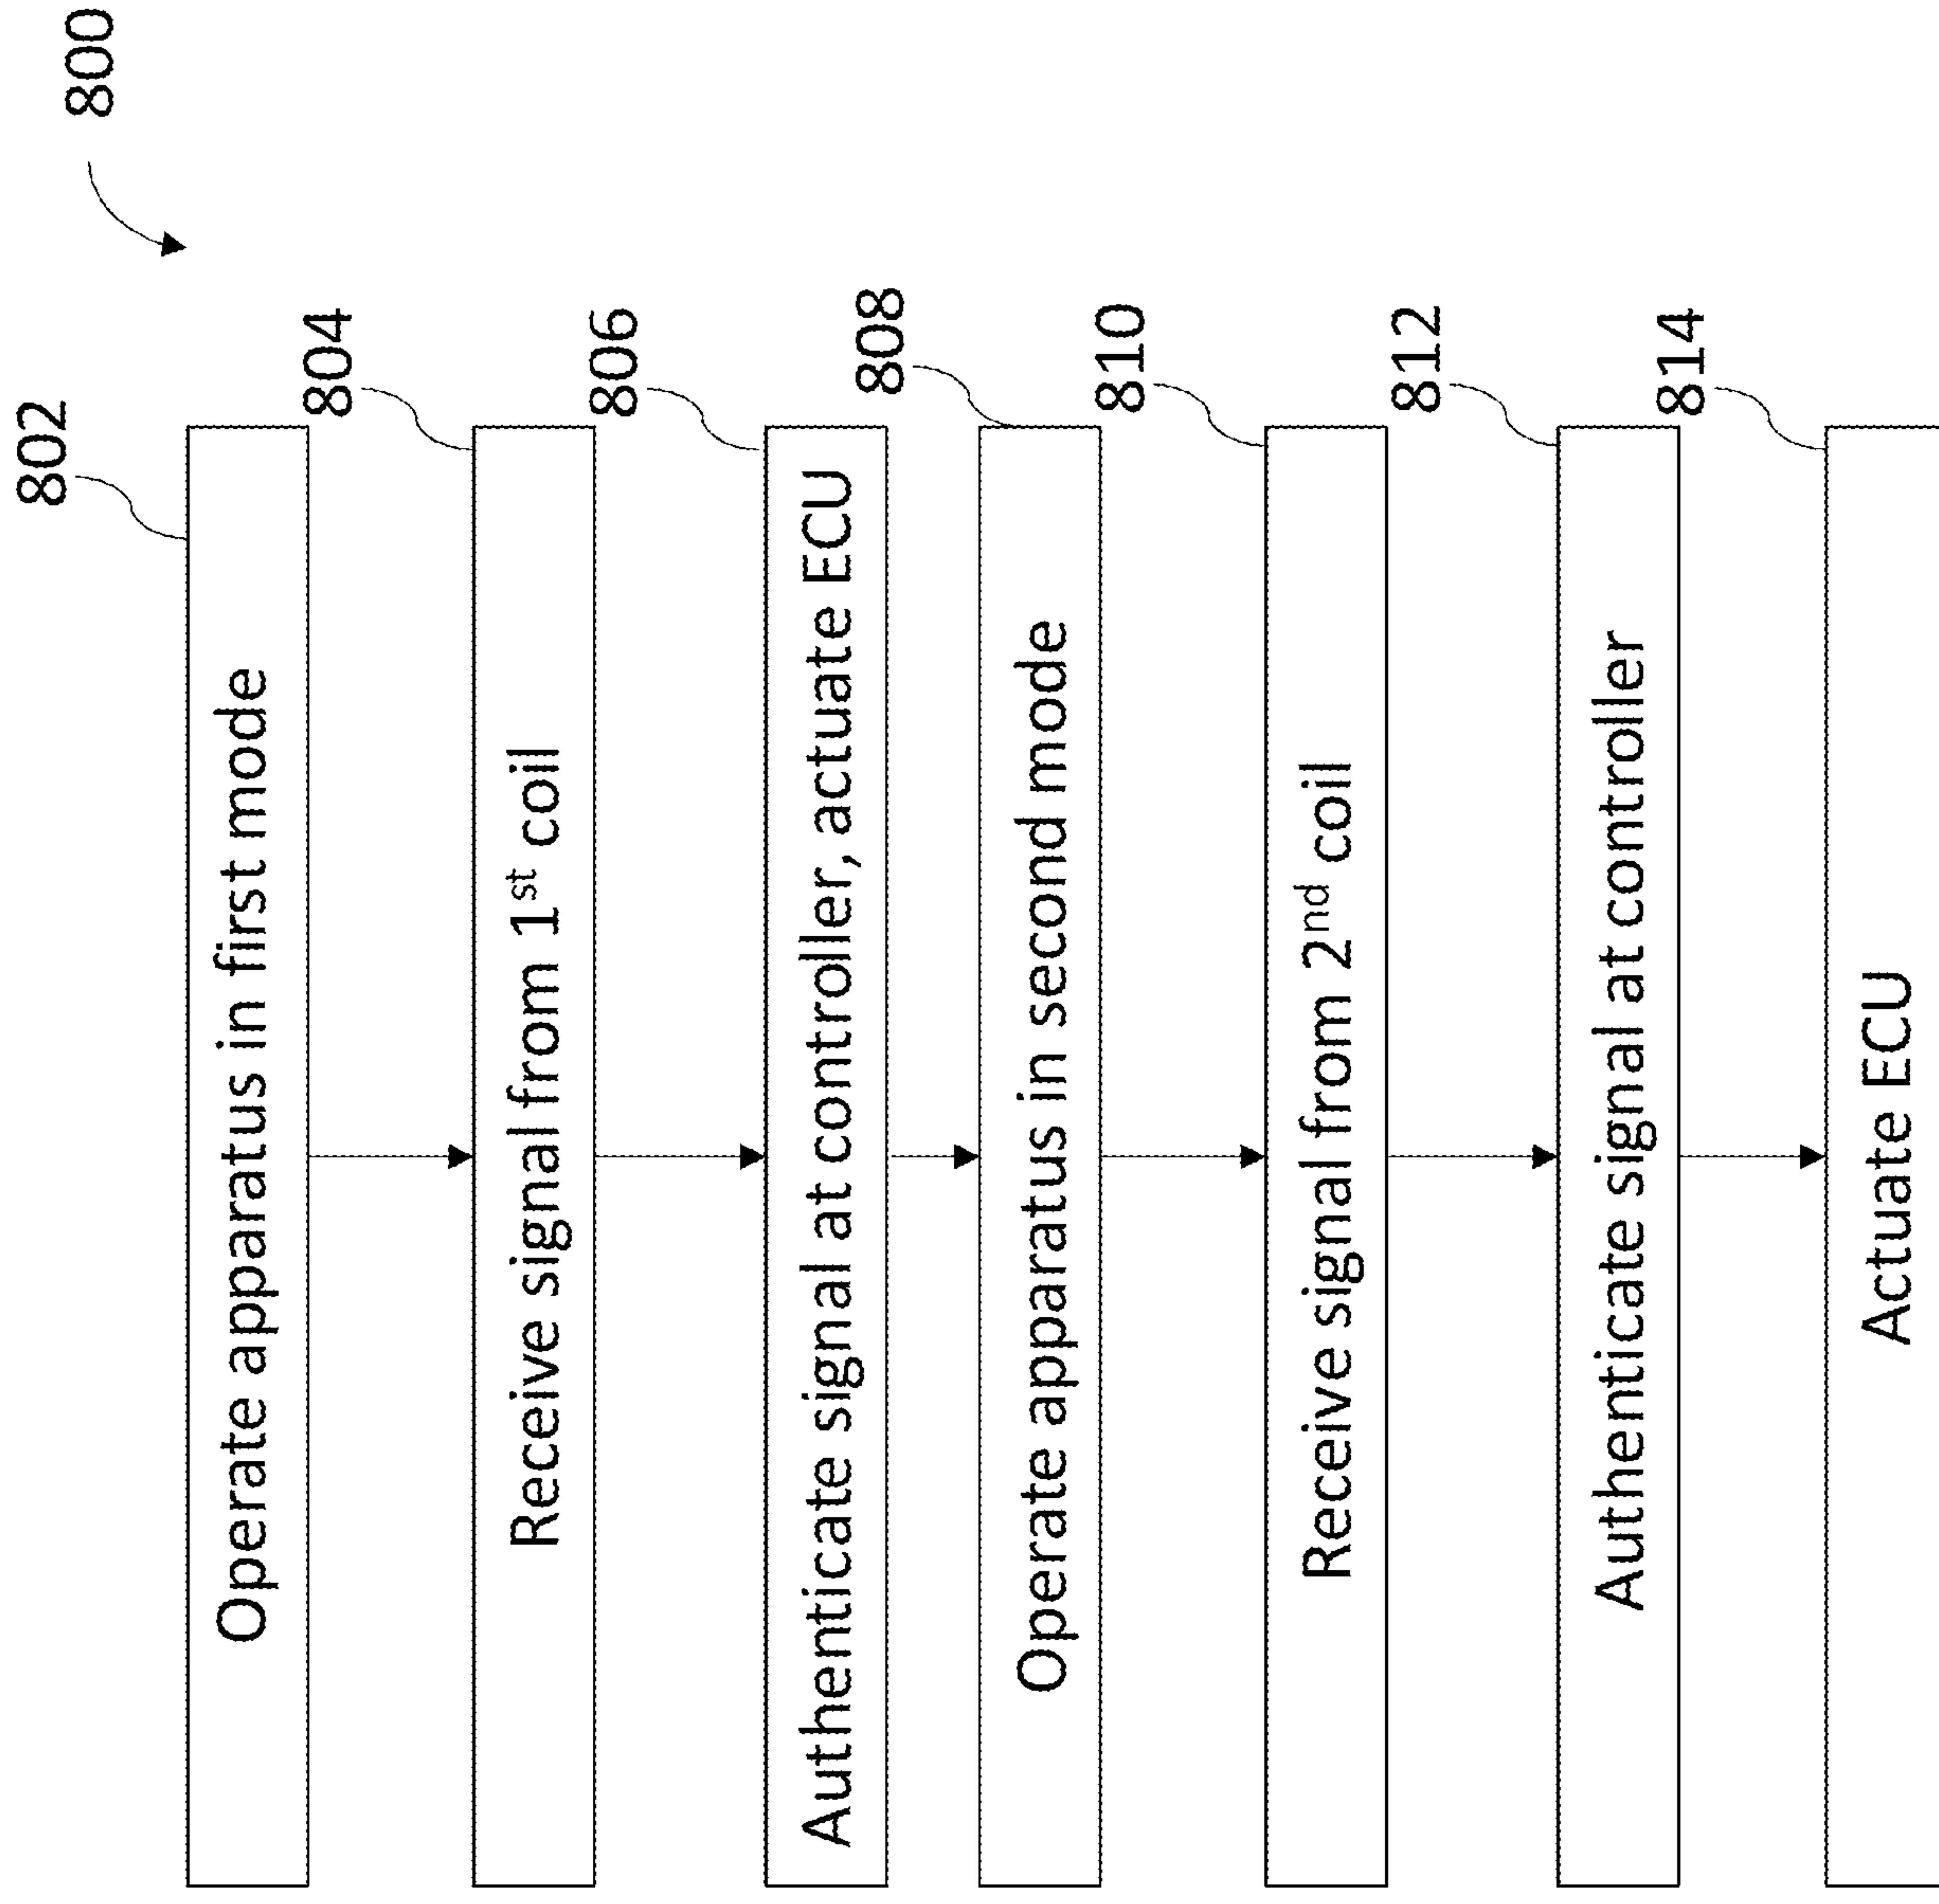 800
802
Operate apparatus in first mode
804
Receive signal from 1st coil
806
Authenticate signal at controller, actuate ECU
808
Operate apparatus in second mode
810
Receive signal from 2nd coil
812
Authenticate signal at controller
814
Actuate ECU